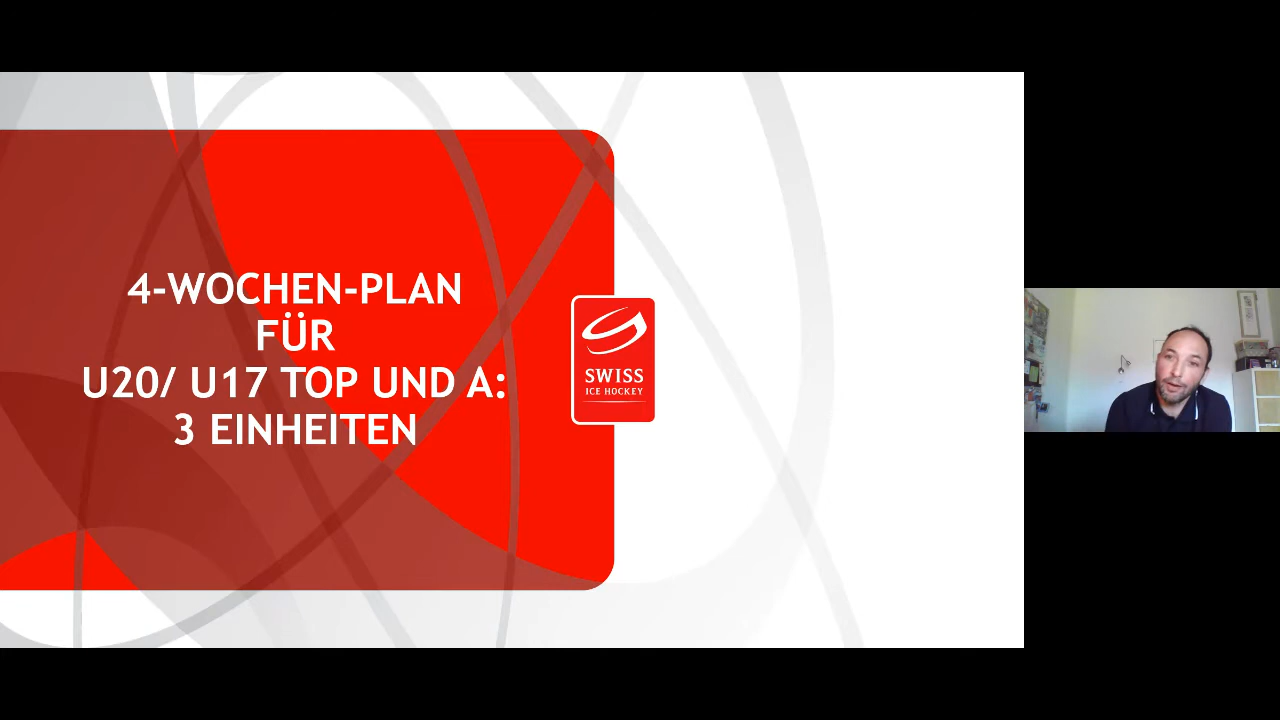 4-WOCHEN-PLAN
FÜR
U20/ U17 TOP UND A:
3 EINHEITEN
SWISS
ICE HOCKEY